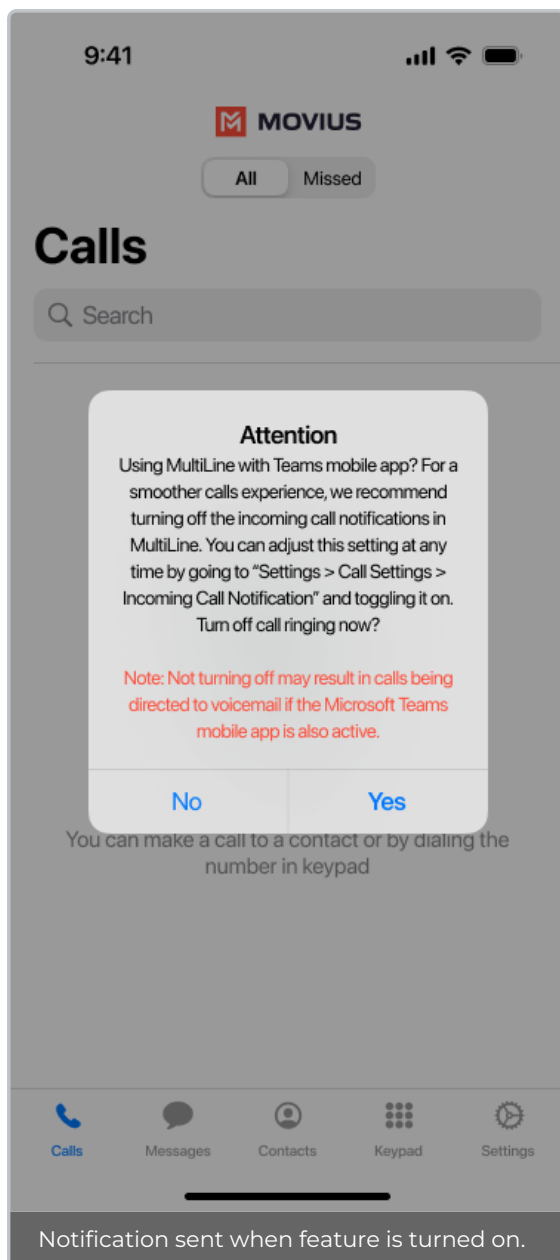 9:41
MOVIUS
All Missed
Calls
Search
Attention
Using MultiLine with Teams mobile app? For a
smoother calls experience, we recommend
turning off the incoming call notifications in
MultiLine. You can adjust this setting at any
time by going to “Settings > Call Settings >
Incoming Call Notification” and toggling it on.
Turn off call ringing now?
Note: Not turning off may result in calls being
directed to voicemail if the Microsoft Teams
mobile app is also active.
No Yes
You can make a call to a contact or by dialing the
number in keypad
Calls Messages Contacts Keypad Settings
Notification sent when feature is turned on.